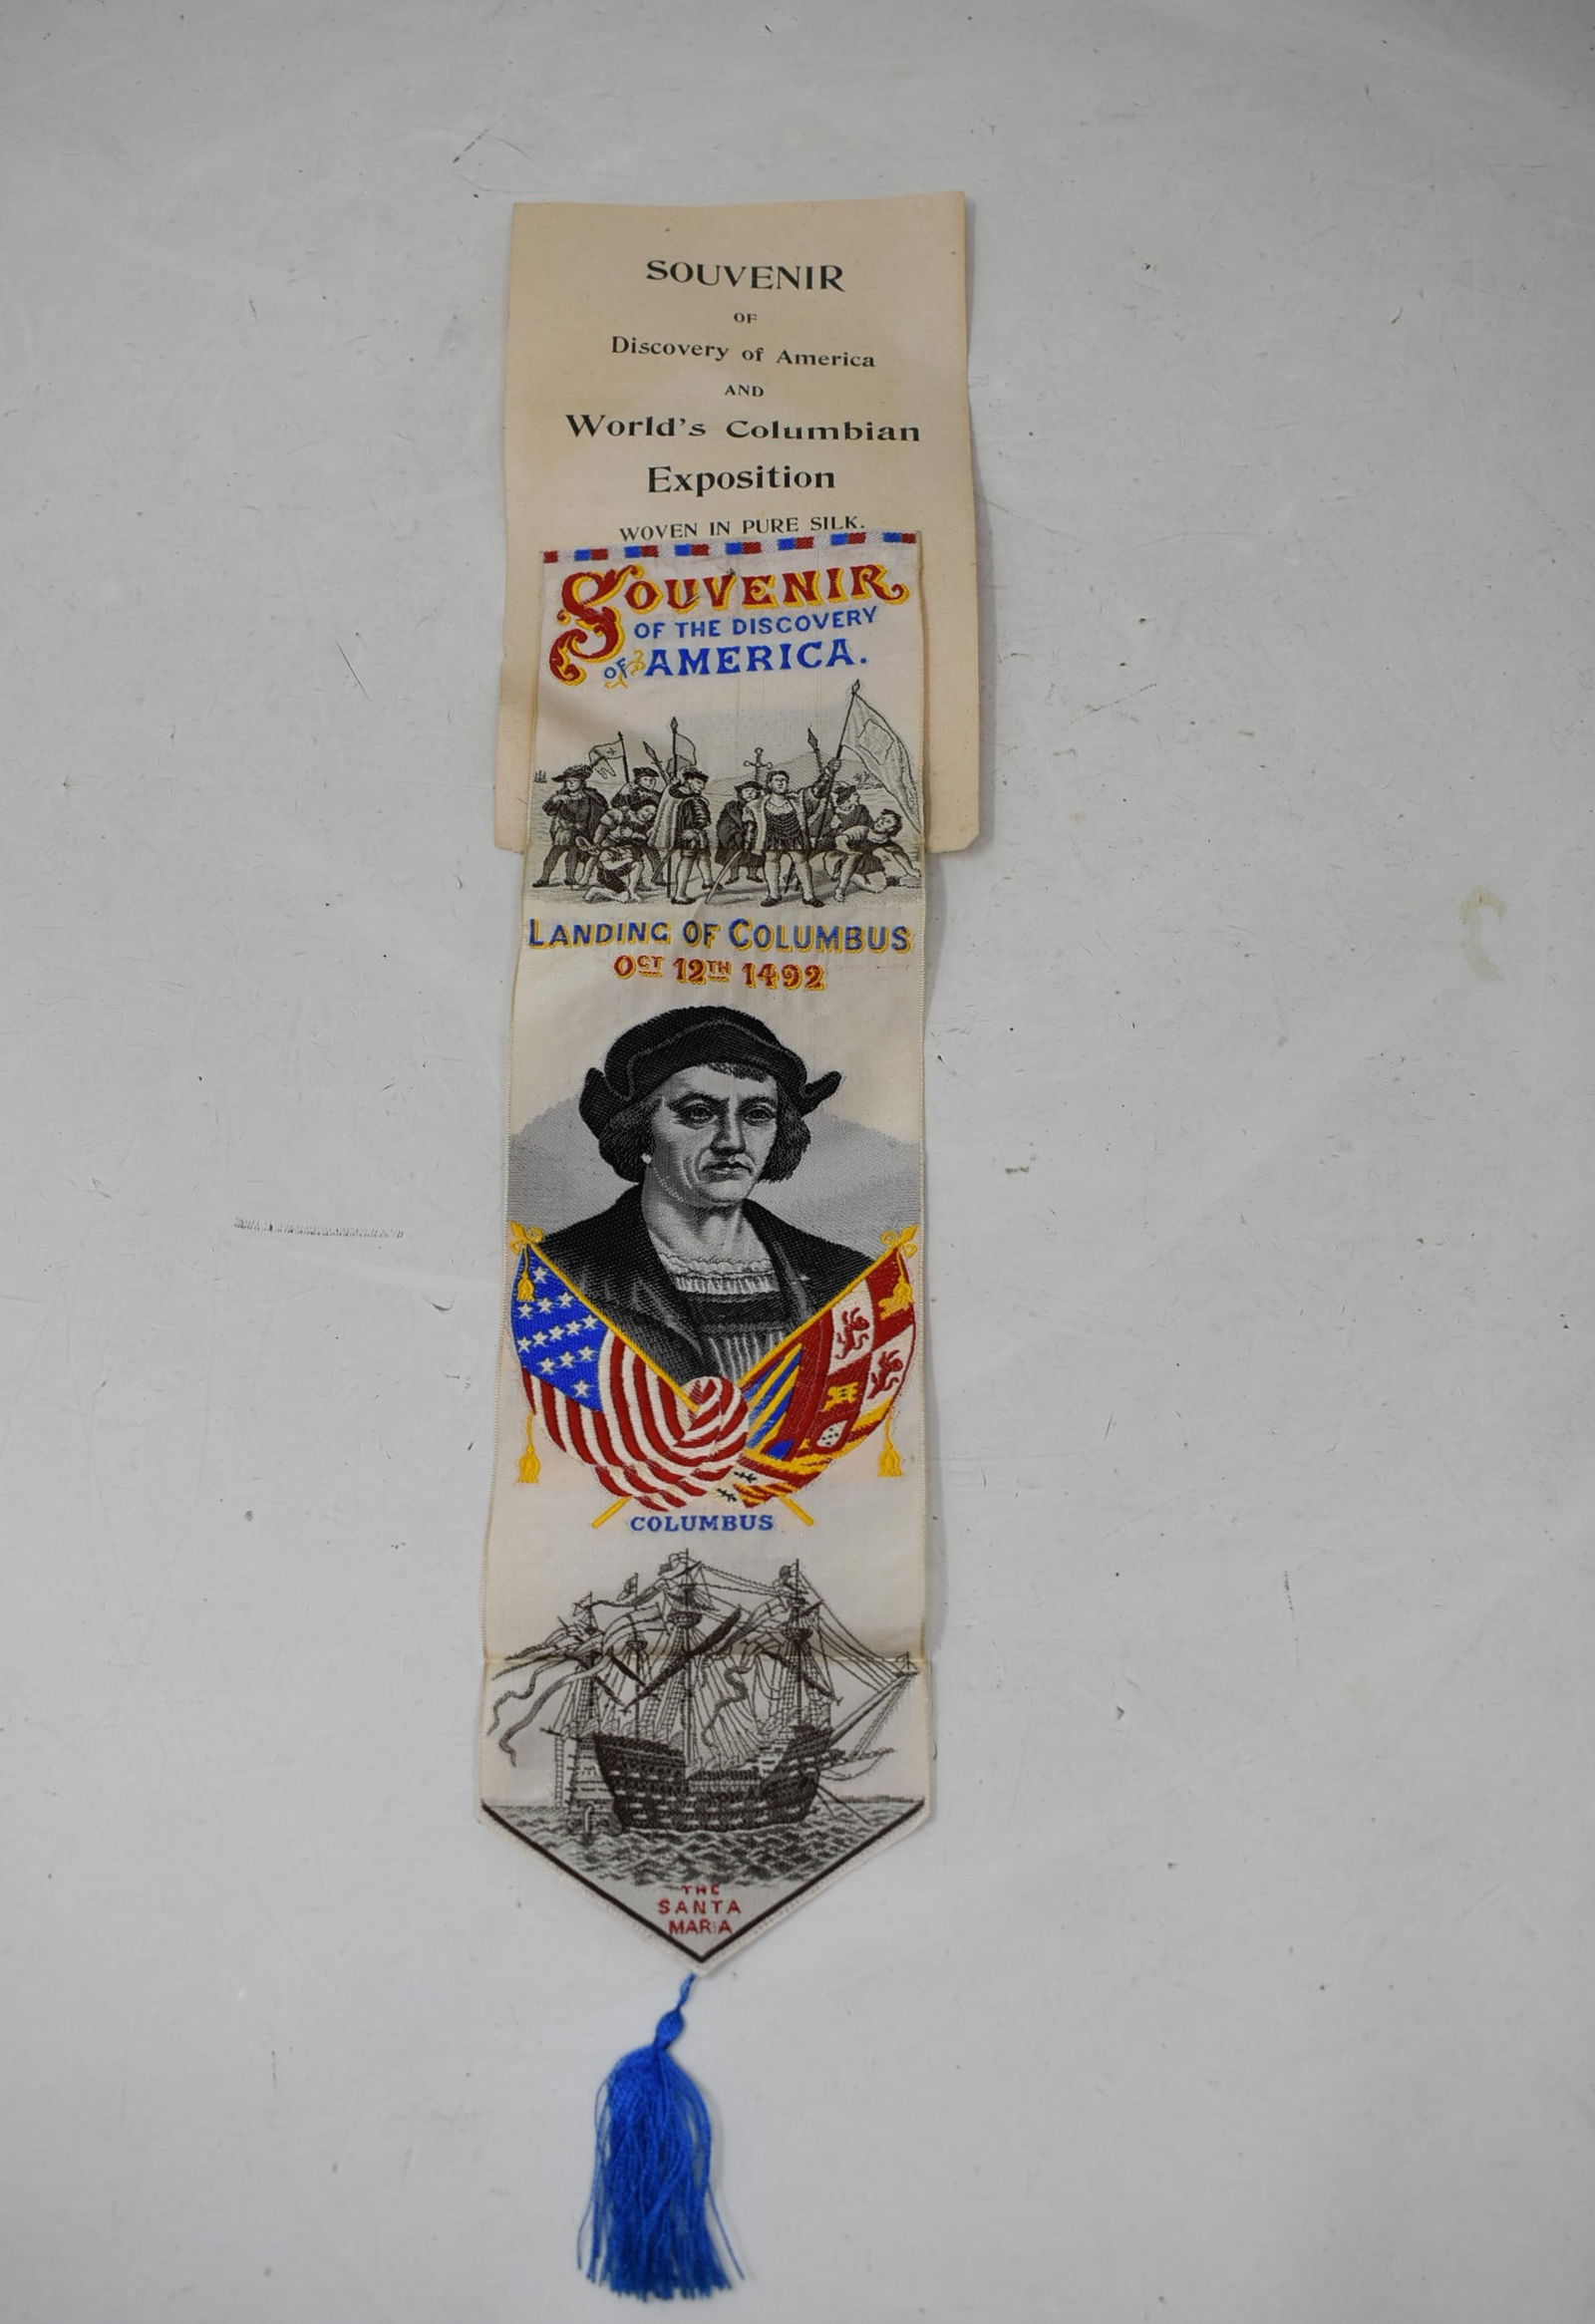 SOUVENIR
OF
Discovery of America
AND
World's Columbian
Exposition
WOVEN IN PURE SILK.
SOUVENIR
OF THE DISCOVERY
OF AMERICA.
LANDING OF COLUMBUS
OCT 12TH 1492
COLUMBUS
THE
SANTA
MARIA